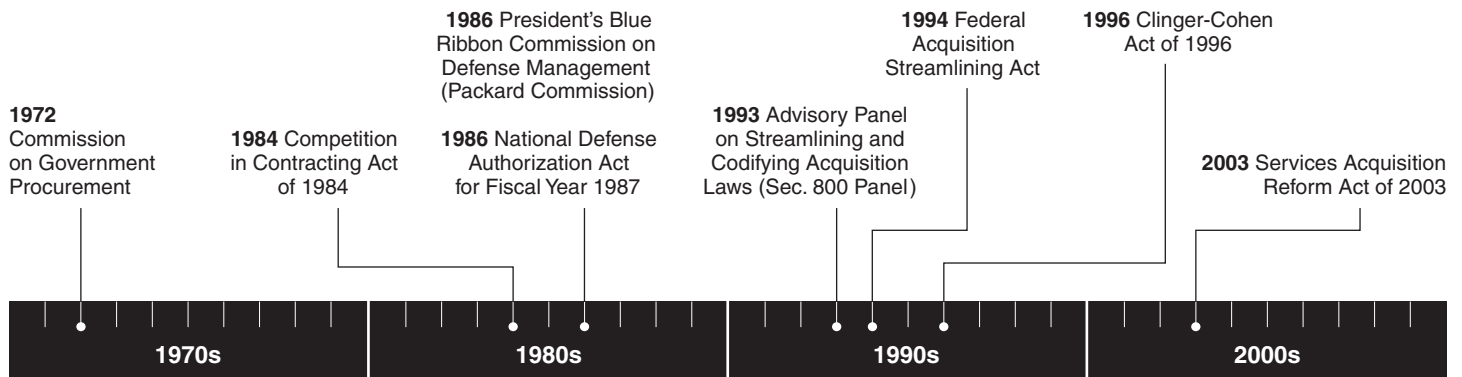 1972
Commission
on Government
Procurement
1984 Competition
in Contracting Act
of 1984
1986 President’s Blue
Ribbon Commission on
Defense Management
(Packard Commission)
1986 National Defense
Authorization Act
for Fiscal Year 1987
1993 Advisory Panel
on Streamlining and
Codifying Acquisition
Laws (Sec. 800 Panel)
1994 Federal
Acquisition
Streamlining Act
1996 Clinger-Cohen
Act of 1996
2003 Services Acquisition
Reform Act of 2003
1970s
1980s
1990s
2000s